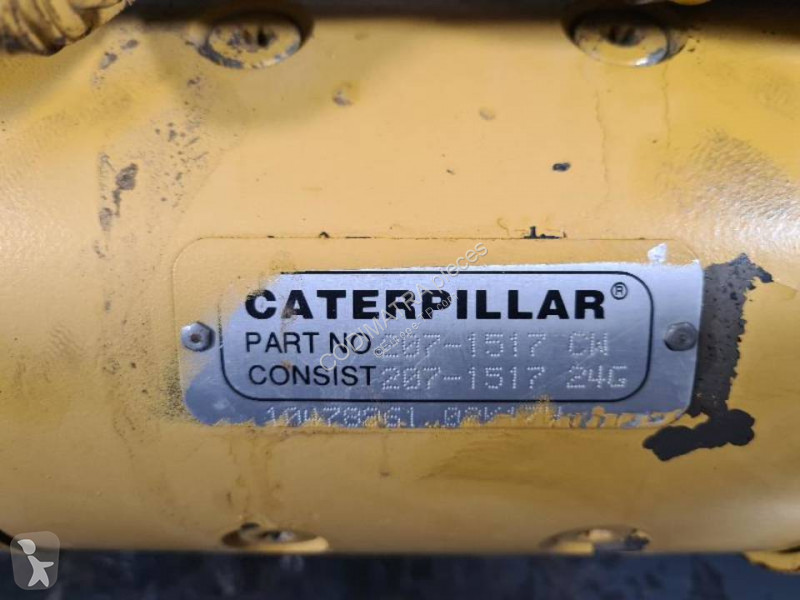 CATERPILLAR®
PART NO 207-1517 CW
CONSIST 207-1517 24G